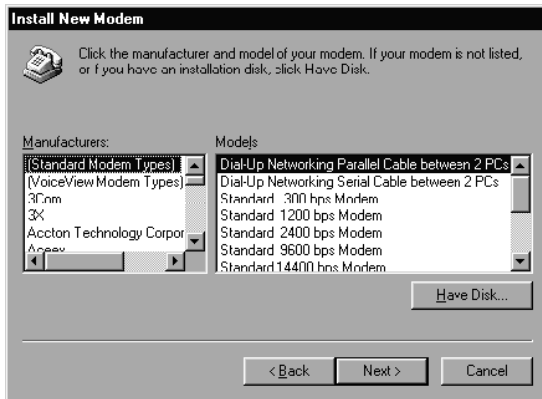 Install New Modem
Click the manufacturer and model of your modem. If your modem is not listed,
or f you have an installation disk, click Have Disk.
Manufacturers:
Models
(Standard Modem Types)
(VoiceView Modem Types)
3Com
3X
Accton Technology Corpor
Aceex
Dial-Up Networking Parallel Cable between 2 PCs
Dial-Up Networking Serial Cable between 2 PCs
Standard 300 bps Modem
Standard 1200 bps Modem
Standard 2400 bps Modem
Standard 9600 bps Modem
Standard 14400 bps Modem
Have Disk...
< Back
Next >
Cancel